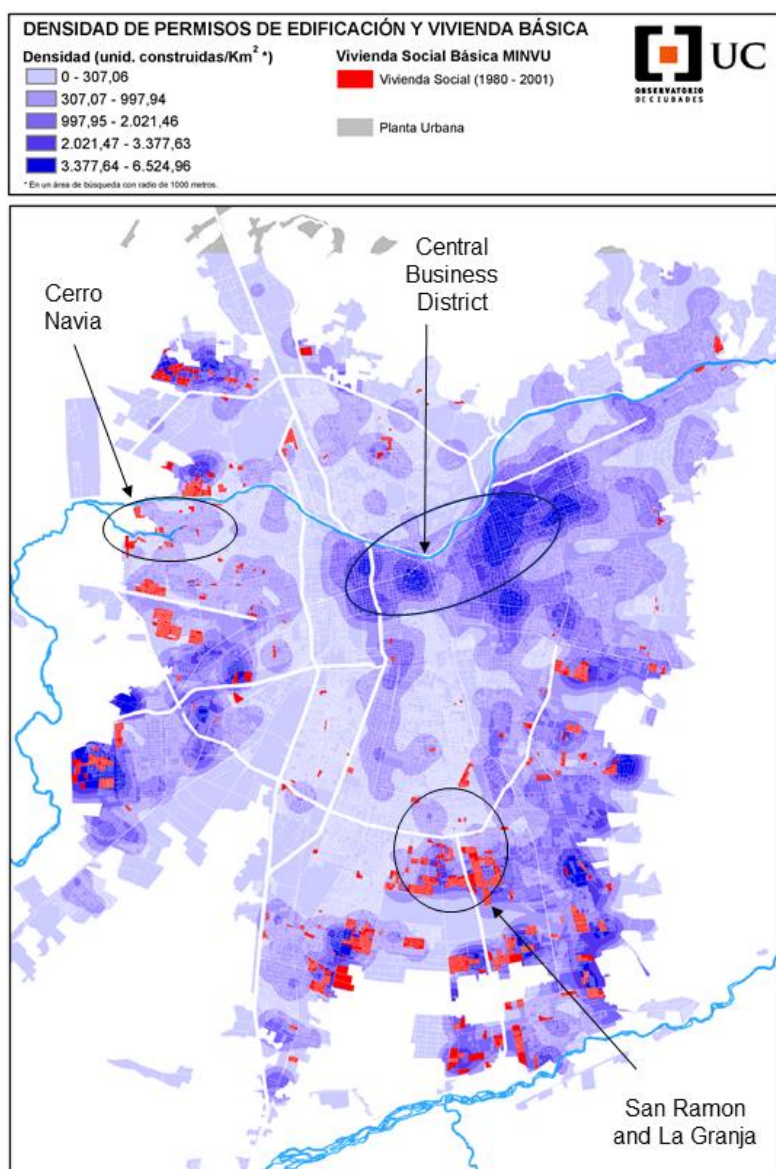 DENSIDAD DE PERMISOS DE EDIFICACIÓN Y VIVIENDA BÁSICA
Densidad (unid. construidas/Km² *)
0 - 307,06
307,07 - 997,94
997,95 - 2.021,46
2.021,47 - 3.377,63
3.377,64 - 6.524,96
* En un área de búsqueda con radio de 1000 metros.
Vivienda Social Básica MINVU
Vivienda Social (1980 - 2001)
Planta Urbana
UC
OBSERVATORIO
DE CIUDADES
Central
Business
District
Cerro
Navia
San Ramon
and La Granja